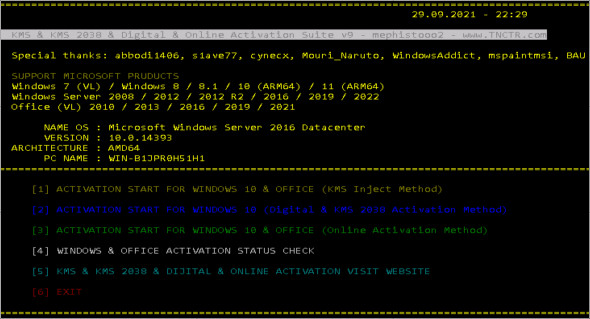 29.09.2021 - 22:29
KMS & KMS 2038 & Digital & Online Activation Suite v9 - mephistooo2 - www.TNCTR.com
Special thanks: abbodi1406, s1ave77, cynecx, Mouri_Naruto, WindowsAddict, mspaintmsi, BAU
SUPPORT MICROSOFT PRDUCTS
Windows 7 (VL) / Windows 8 / 8.1 / 10 (ARM64) / 11 (ARM64)
Windows Server 2008 / 2012 / 2012 R2 / 2016 / 2019 / 2022
Office (VL) 2010 / 2013 / 2016 / 2019 / 2021
NAME OS : Microsoft Windows Server 2016 Datacenter
VERSION : 10.0.14393
ARCHITECTURE : AMD64
PC NAME : WIN-B1JPR0H51H1
[1] ACTIVATION START FOR WINDOWS 10 & OFFICE (KMS Inject Method)
[2] ACTIVATION START FOR WINDOWS 10 (Digital & KMS 2038 Activation Method)
[3] ACTIVATION START FOR WINDOWS & OFFICE (Online Activation Method)
[4] WINDOWS & OFFICE ACTIVATION STATUS CHECK
[5] KMS & KMS 2038 & DIJITAL & ONLINE ACTIVATION VISIT WEBSITE
[6] EXIT